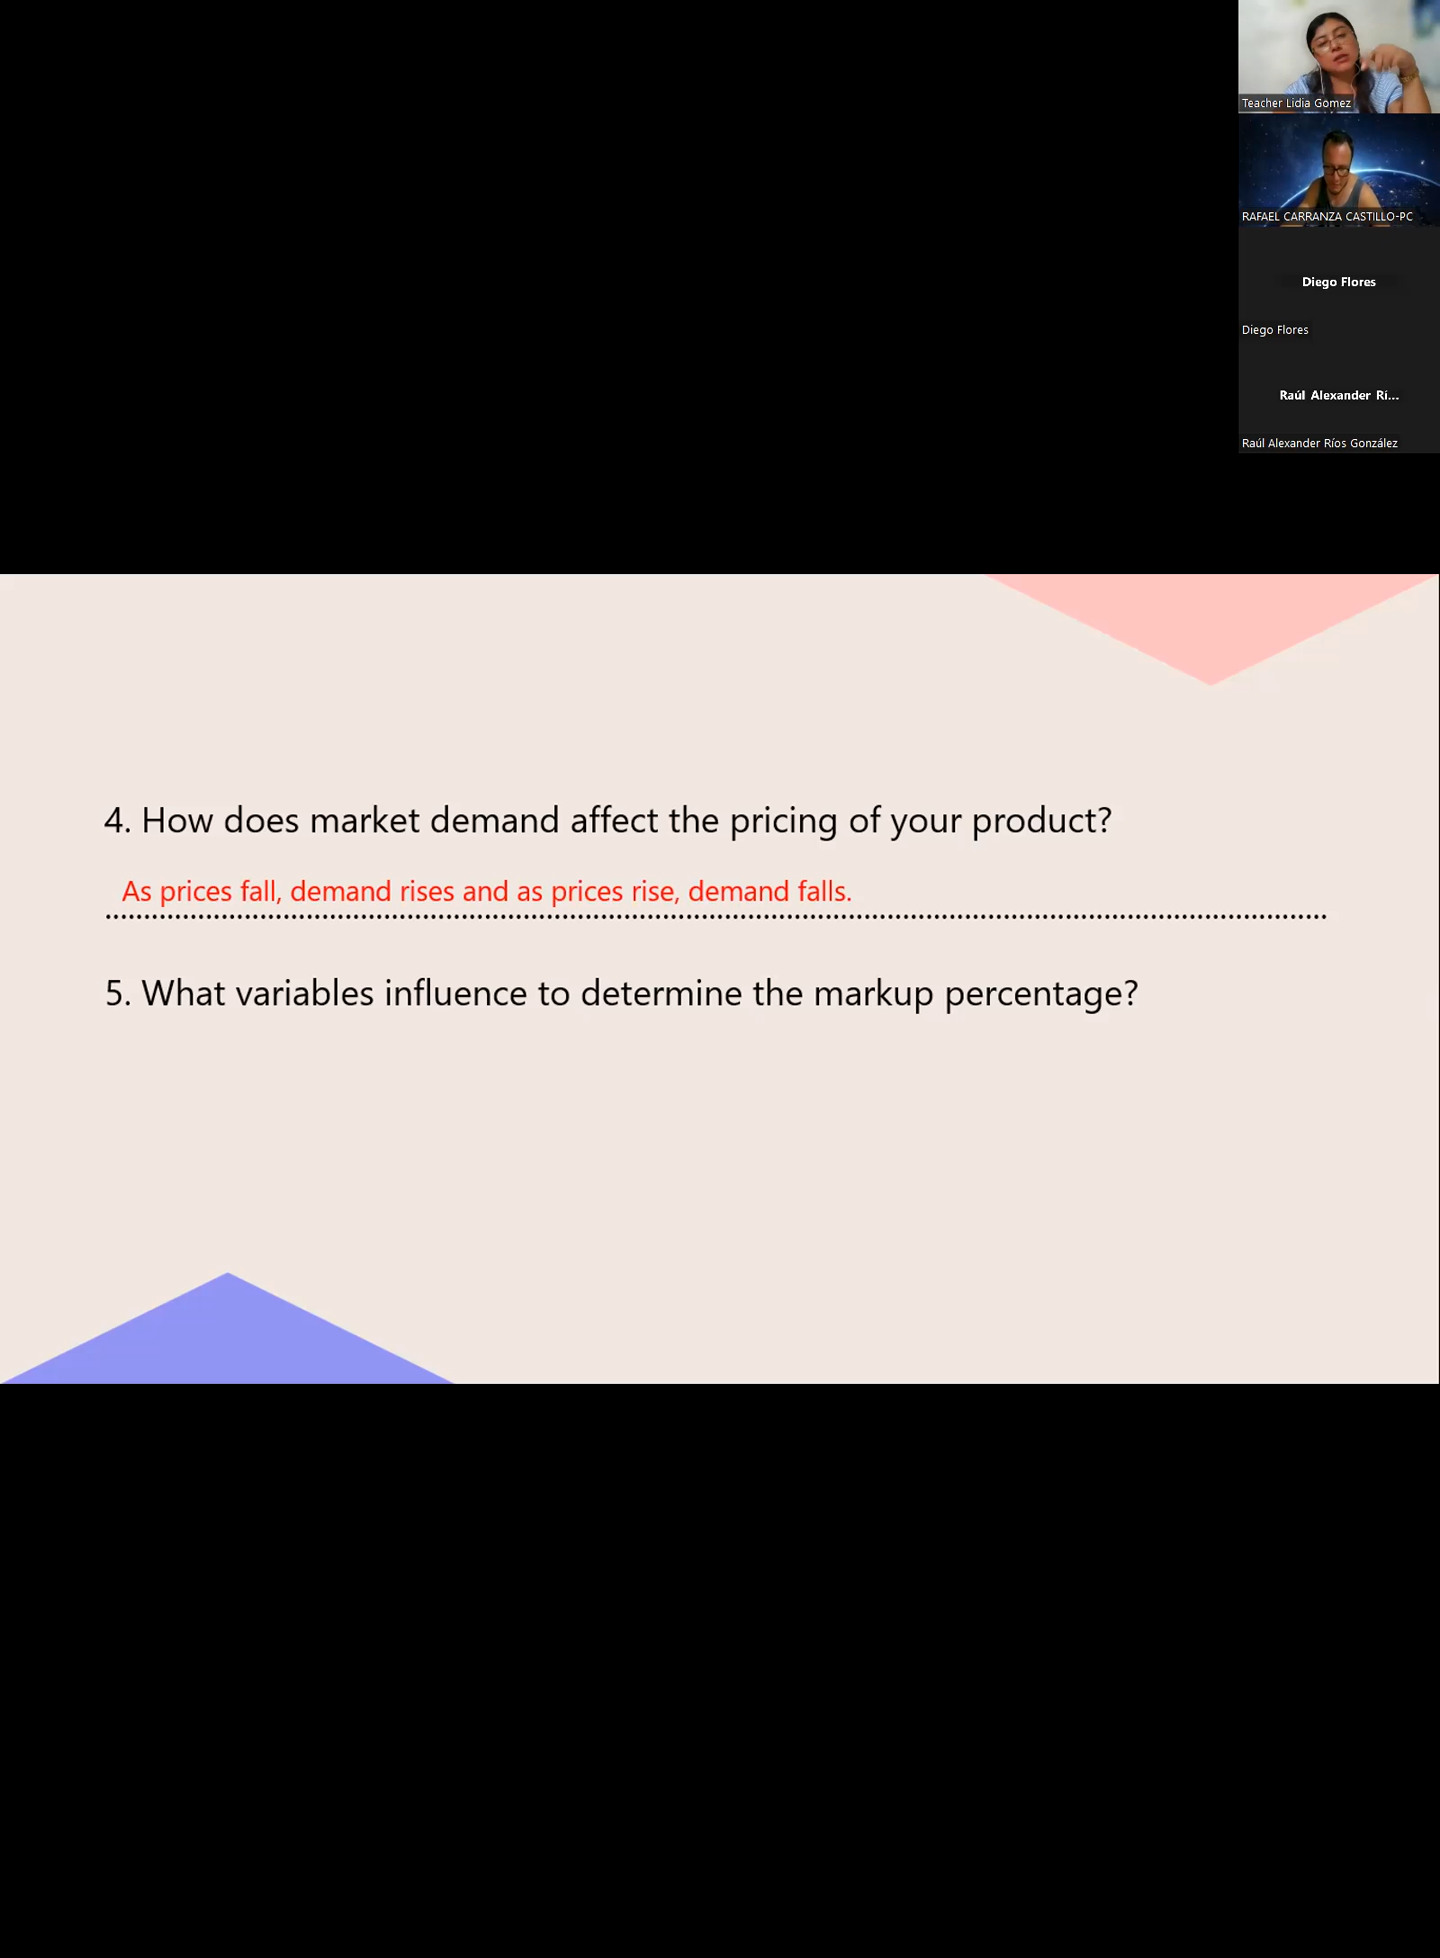 Teacher Lidia Gomez
RAFAEL CARRANZA CASTILLO-PC
Diego Flores
Diego Flores
Raúl Alexander Rí...
Raúl Alexander Ríos González
4. How does market demand affect the pricing of your product?
As prices fall, demand rises and as prices rise, demand falls.
5. What variables influence to determine the markup percentage?